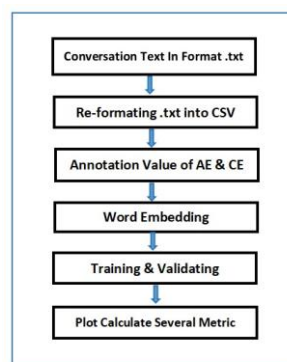 Conversation Text In Format .txt
Re-formating .txt into CSV
Annotation Value of AE & CE
Word Embedding
Training & Validating
Plot Calculate Several Metric